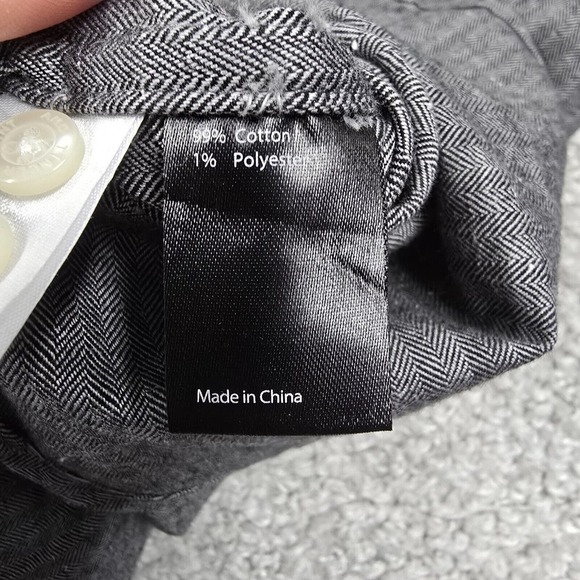 99% Cotton
1% Polyester
Made in China